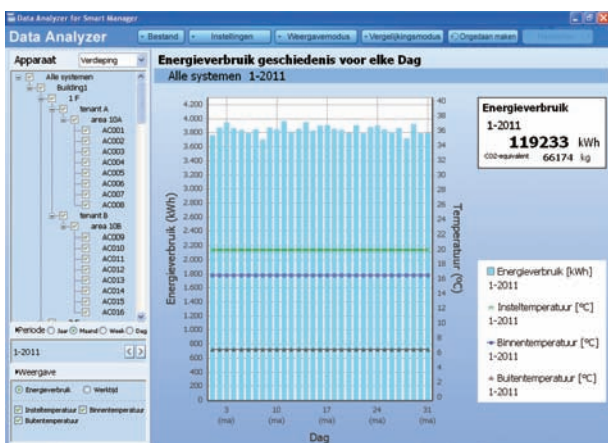 Data Analyzer for Smart Manager
Data Analyzer
Bestand
Instellingen
Weergavemodus
Vergelijkingsmodus
Ongedaan maken
Apparaat Verdieping
Alle systemen
Building1
1 F
tenant A
area 10A
AC001
AC002
AC003
AC004
AC005
AC006
AC007
AC008
tenant B
area 10B
AC009
AC010
AC011
AC012
AC013
AC014
AC015
AC016
Periode Jaar Maand Week Dag
1-2011 < >
Weergave
Energieverbruik Werktijd
Insteltemperatuur Binnentemperatuur
Buitentemperatuur
Energieverbruik geschiedenis voor elke Dag
Alle systemen 1-2011
Energieverbruik (kWh)
4.200
4.000
3.800
3.600
3.400
3.200
3.000
2.800
2.600
2.400
2.200
2.000
1.800
1.600
1.400
1.200
1.000
800
600
400
200
0
40
38
36
34
32
30
28
26
24
22
20
18
16
14
12
10
8
6
4
2
0
Temperatuur (ºC)
3 10 17 24 31
(ma) (ma) (ma) (ma) (ma)
Dag
Energieverbruik
1-2011
119233 kWh
CO2-equivalent 66174 kg
Energieverbruik [kWh]
1-2011
Insteltemperatuur [ºC]
1-2011
Binnentemperatuur [ºC]
1-2011
Buitentemperatuur [ºC]
1-2011